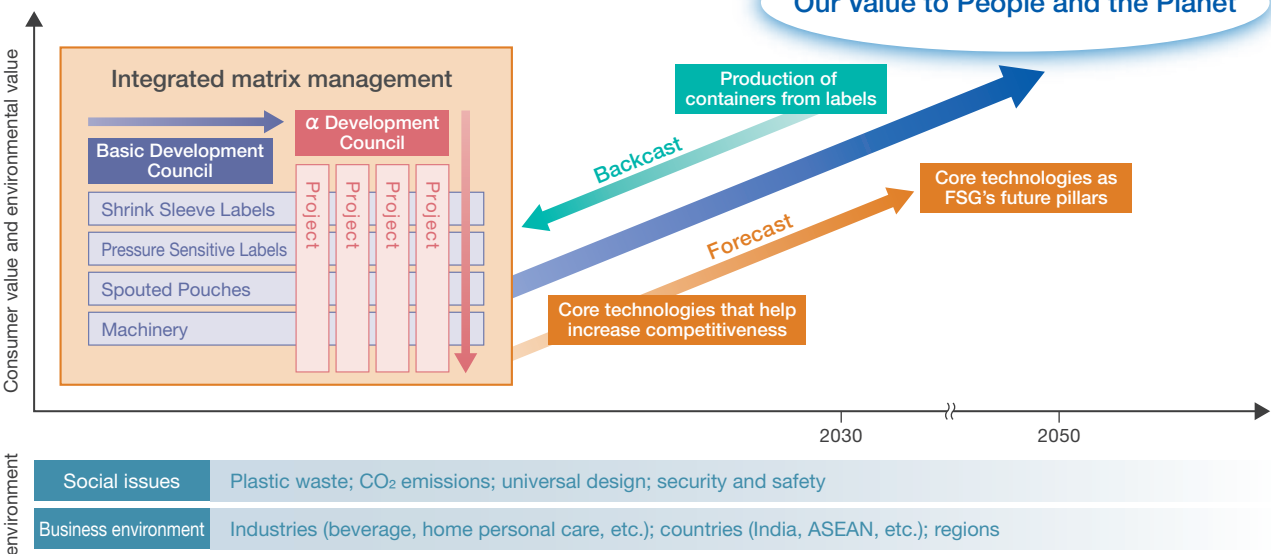 Our Value to People and the Planet
Consumer value and environmental value
Integrated matrix management
Basic Development
Council
α Development
Council
Shrink Sleeve Labels
Pressure Sensitive Labels
Spouted Pouches
Machinery
Project
Project
Project
Project
Production of
containers from labels
Backcast
Forecast
Core technologies as
FSG's future pillars
Core technologies that help
increase competitiveness
2030
2050
environment
Social issues
Plastic waste; CO₂ emissions; universal design; security and safety
Business environment
Industries (beverage, home personal care, etc.); countries (India, ASEAN, etc.); regions